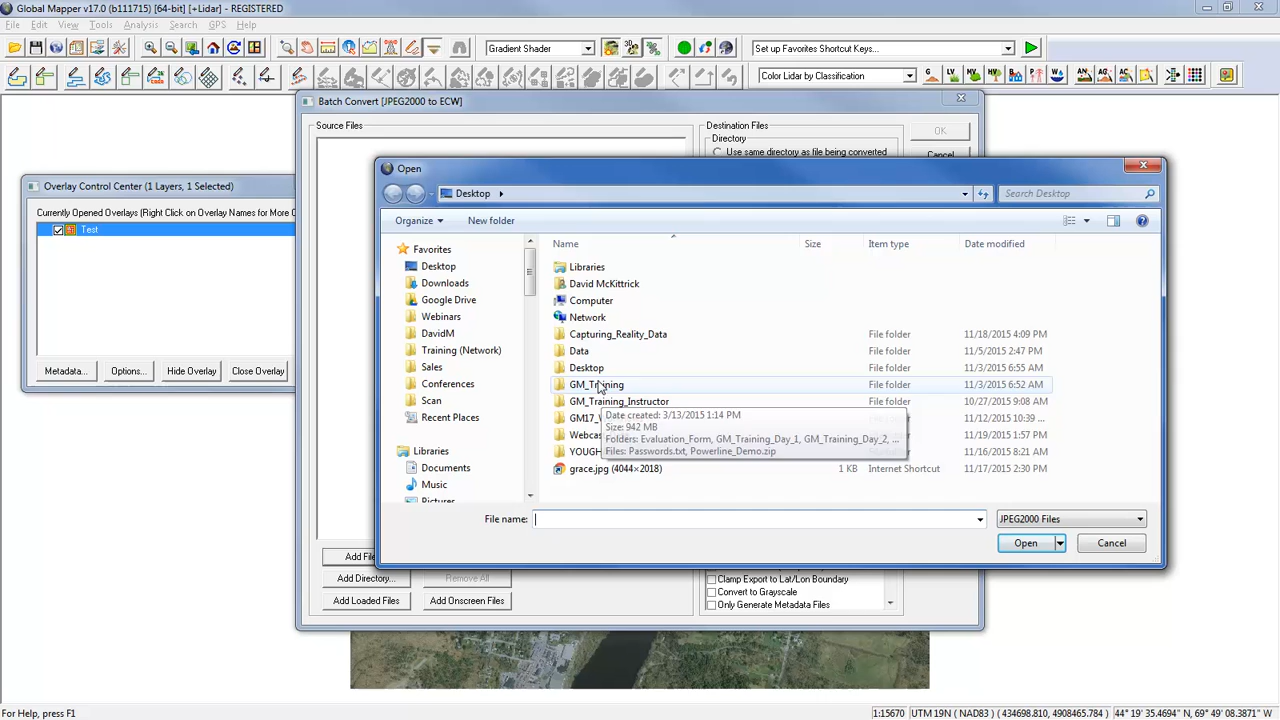 Global Mapper v17.0 (b111715) [64-bit] [+Lidar] - REGISTERED
File Edit View Tools Analysis Search GPS Help
Gradient Shader
Set up Favorites Shortcut Keys...
Color Lidar by Classification
Batch Convert [JPEG2000 to ECW]
Source Files
Destination Files
Directory
Use same directory as file being converted
OK
Cancel
Overlay Control Center (1 Layers, 1 Selected)
Currently Opened Overlays (Right Click on Overlay Names for More O
Test
Metadata... Options... Hide Overlay Close Overlay
Open
Desktop
Search Desktop
Organize New folder
Name Size Item type Date modified
Favorites
Desktop
Downloads
Google Drive
Webinars
DavidM
Training (Network)
Sales
Conferences
Scan
Recent Places
Libraries
Documents
Music
Pictures
Libraries
David McKittrick
Computer
Network
Capturing_Reality_Data File folder 11/18/2015 4:09 PM
Data File folder 11/5/2015 2:47 PM
Desktop File folder 11/3/2015 6:55 AM
GM_Training File folder 11/3/2015 6:52 AM
GM_Training_Instructor File folder 10/27/2015 9:08 AM
GM17_ 11/12/2015 10:39 ...
Webcas 11/19/2015 1:57 PM
YOUGH 11/16/2015 8:21 AM
grace.jpg (4044×2018) 1 KB Internet Shortcut 11/17/2015 2:30 PM
Date created: 3/13/2015 1:14 PM
Size: 942 MB
Folders: Evaluation_Form, GM_Training_Day_1, GM_Training_Day_2, ...
Files: Passwords.txt, Powerline_Demo.zip
File name:
JPEG2000 Files
Open Cancel
Add File
Add Directory... Remove All
Add Loaded Files Add Onscreen Files
Clamp Export to Lat/Lon Boundary
Convert to Grayscale
Only Generate Metadata Files
For Help, press F1
1:15670 UTM 19N ( NAD83 ) ( 434698.810, 4908465.784 ) 44° 19' 35.4694" N, 69° 49' 08.3871" W